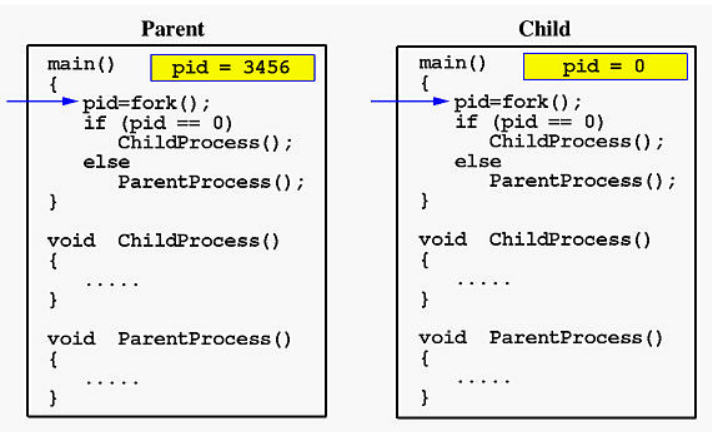 Parent
main()
pid = 3456
{
pid=fork();
if (pid == 0)
ChildProcess();
else
ParentProcess();
}
void ChildProcess()
{
.....
}
void ParentProcess()
{
.....
}
Child
main()
pid = 0
{
pid=fork();
if (pid == 0)
ChildProcess();
else
ParentProcess();
}
void ChildProcess()
{
.....
}
void ParentProcess()
{
.....
}